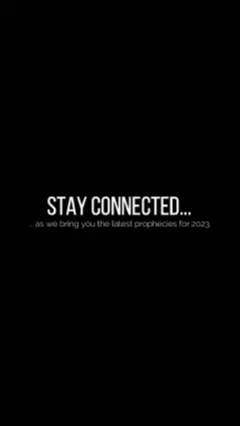 STAY CONNECTED...
... as we bring you the latest prophecies for 2023.